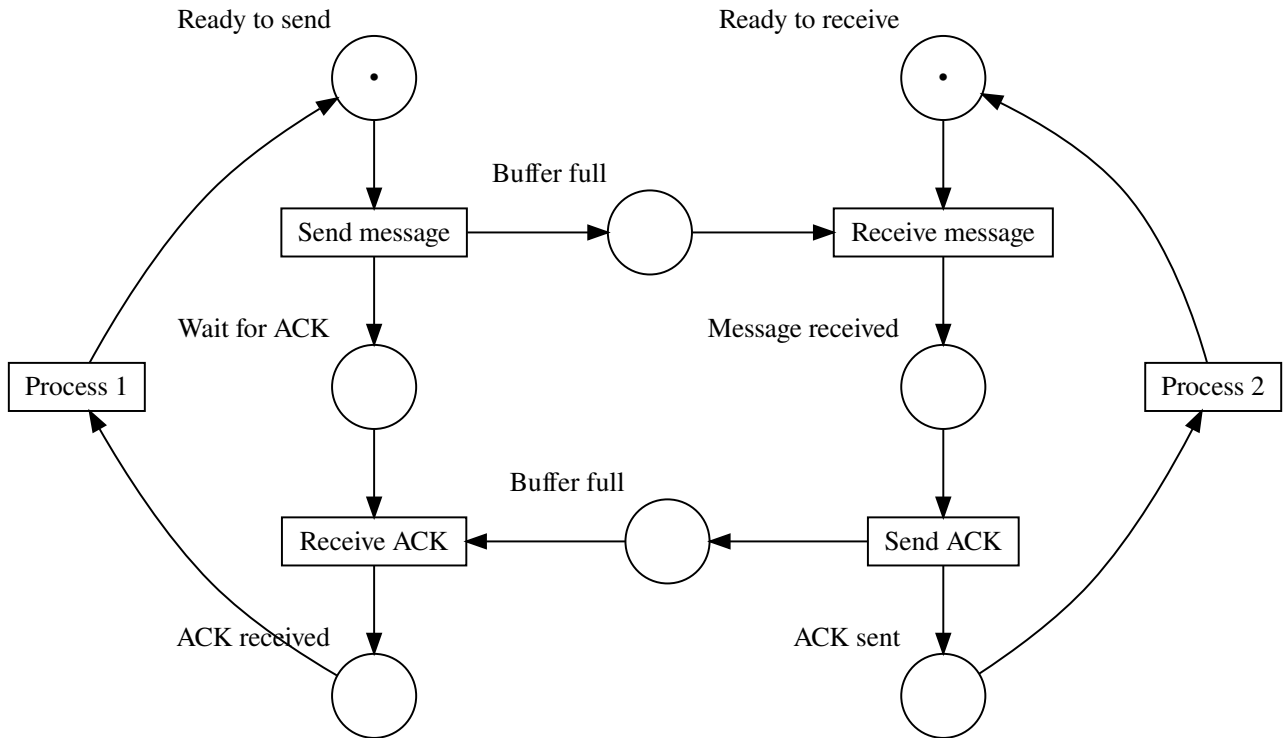 Ready to send
Ready to receive
Buffer full
Send message
Receive message
Wait for ACK
Message received
Process 1
Process 2
Buffer full
Receive ACK
Send ACK
ACK received
ACK sent